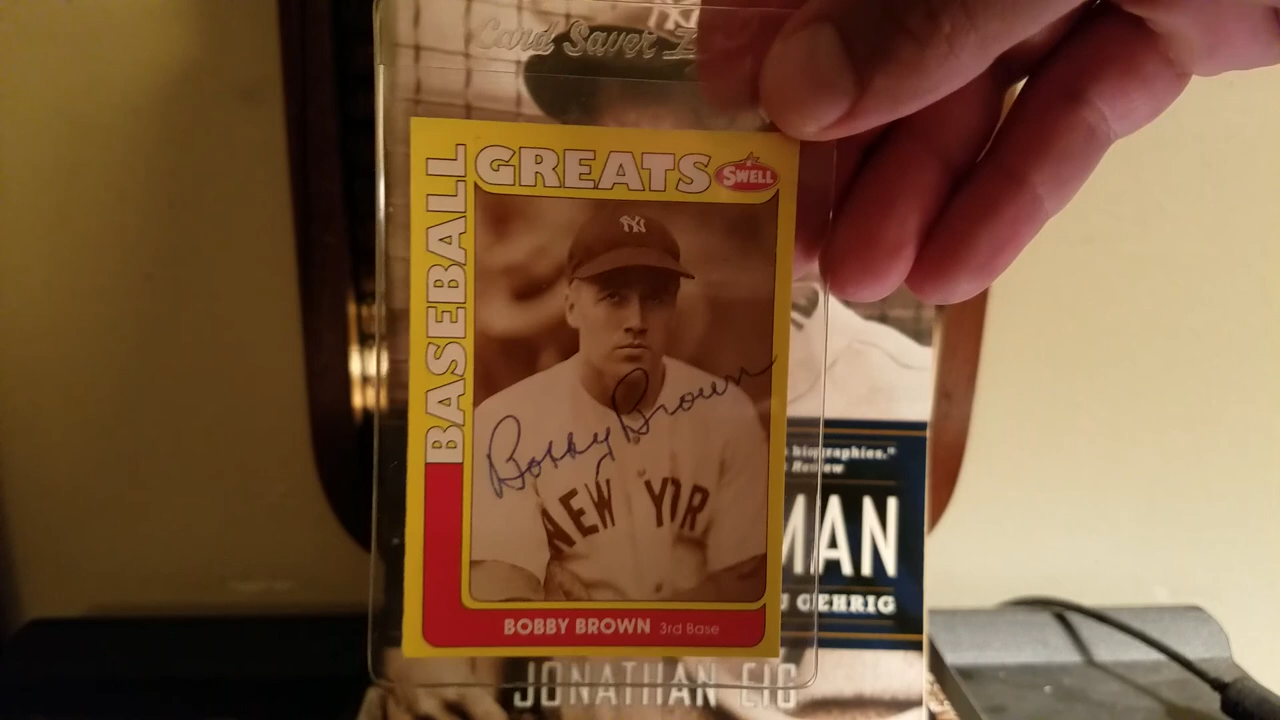 Card Saver I
BASEBALL
GREATS
SWELL
NY
Bobby Brown
NEW YOR
BOBBY BROWN 3rd Base
biographies."
Review
MAN
GEHRIG
JONATHAN EIG